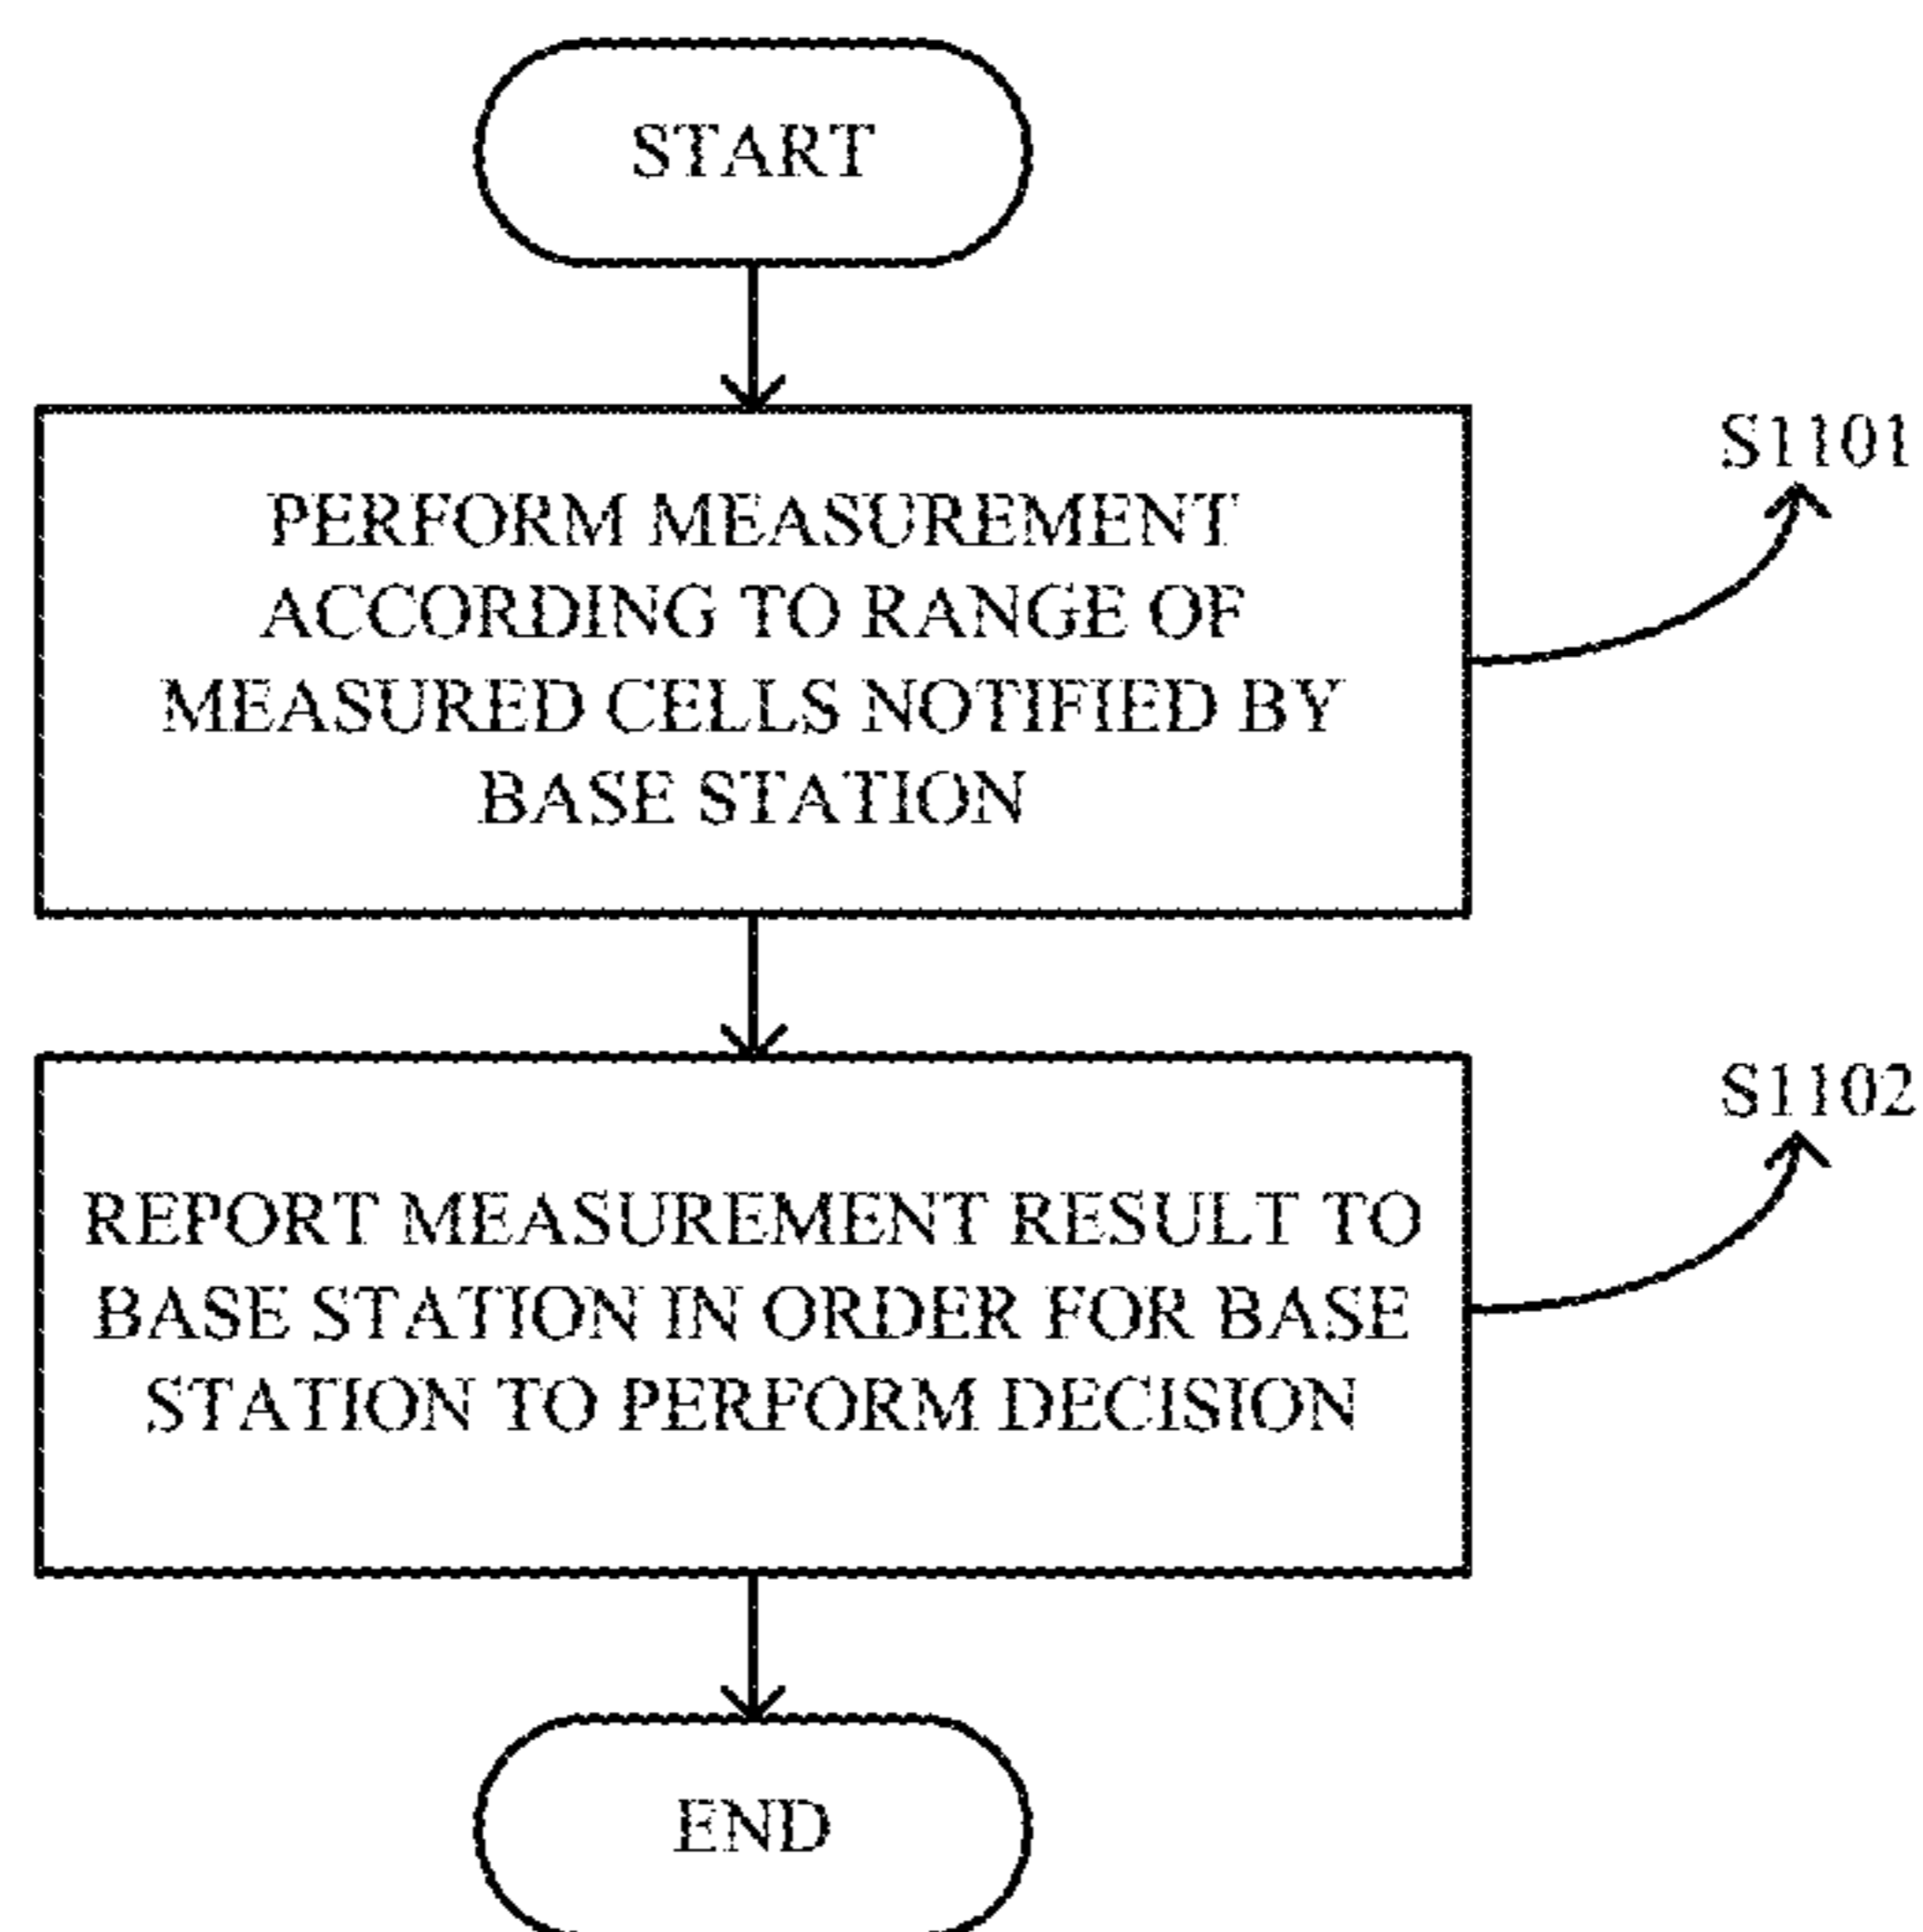 START
PERFORM MEASUREMENT
ACCORDING TO RANGE OF
MEASURED CELLS NOTIFIED BY
BASE STATION
S1101
REPORT MEASUREMENT RESULT TO
BASE STATION IN ORDER FOR BASE
STATION TO PERFORM DECISION
S1102
END